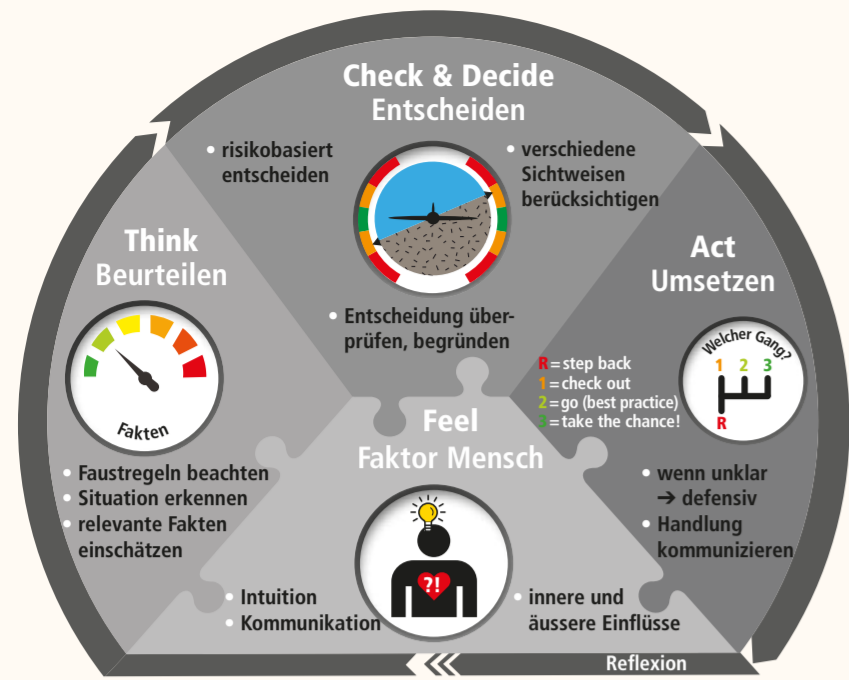 Check & Decide
Entscheiden
• risikobasiert
entscheiden
• verschiedene
Sichtweisen
berücksichtigen
• Entscheidung über-
prüfen, begründen
Think
Beurteilen
Fakten
• Faustregeln beachten
• Situation erkennen
• relevante Fakten
einschätzen
Act
Umsetzen
Welcher Gang?
1 2 3
R
R = step back
1 = check out
2 = go (best practice)
3 = take the chance!
• wenn unklar
➔ defensiv
• Handlung
kommunizieren
Feel
Faktor Mensch
?!
• Intuition
• Kommunikation
• innere und
äussere Einflüsse
Reflexion